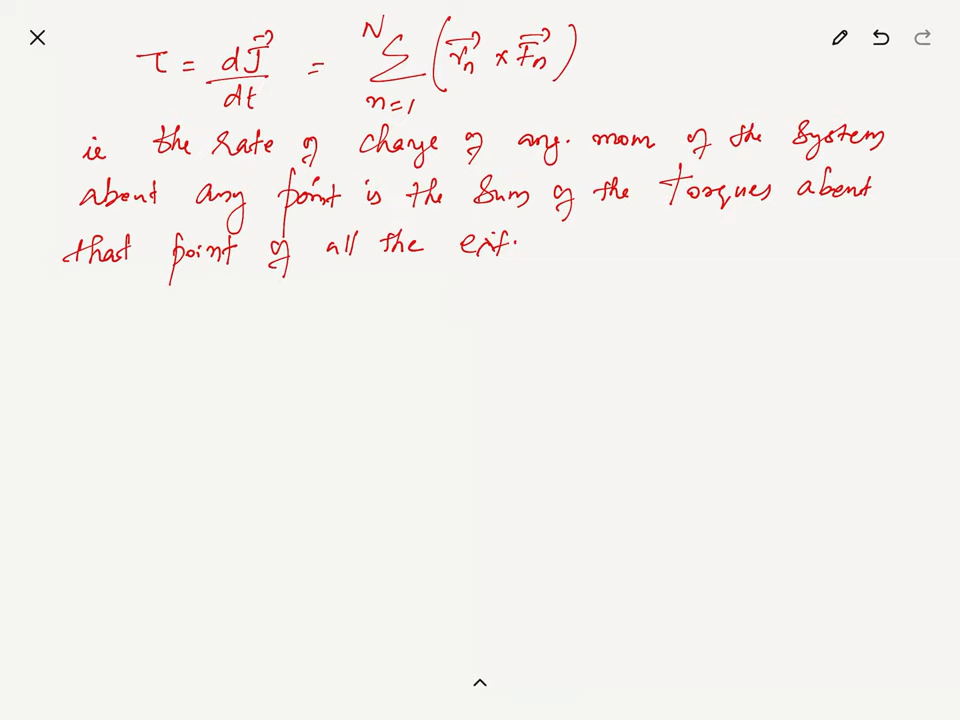 τ = dJ⃗/dt = Σ_{n=1}^{N} (r⃗ₙ × F⃗ₙ)
ie the rate of change of ang. mom of the system
about any point is the sum of the torques about
that point of all the ext.